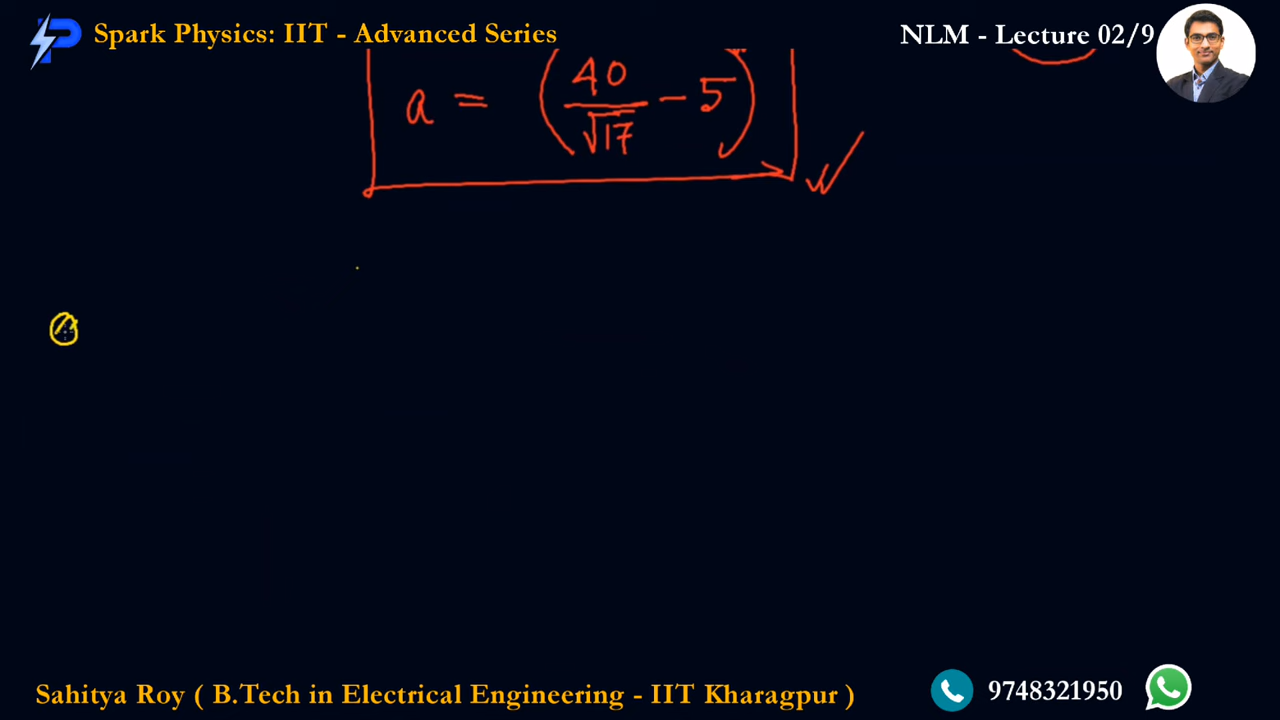 Spark Physics: IIT - Advanced Series
NLM - Lecture 02/9
a = (40/√17 - 5)
Sahitya Roy ( B.Tech in Electrical Engineering - IIT Kharagpur )
9748321950